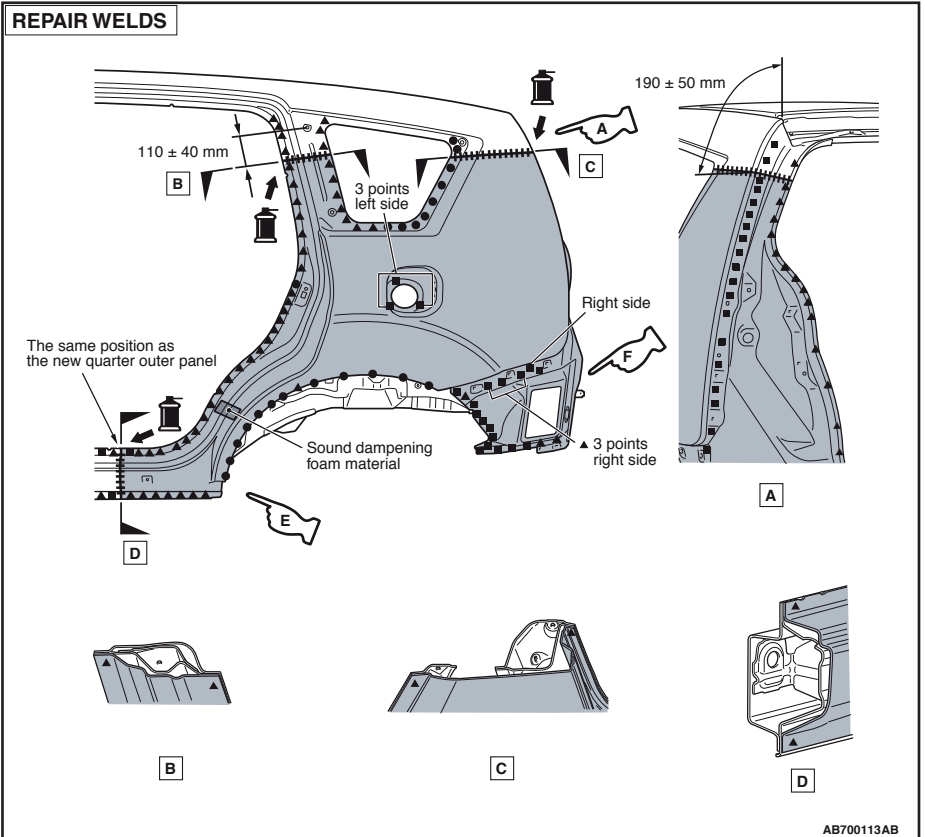 REPAIR WELDS
190 ± 50 mm
A
110 ± 40 mm
B
C
3 points
left side
Right side
F
The same position as
the new quarter outer panel
Sound dampening
foam material
▲ 3 points
right side
A
E
D
B
C
D
AB700113AB